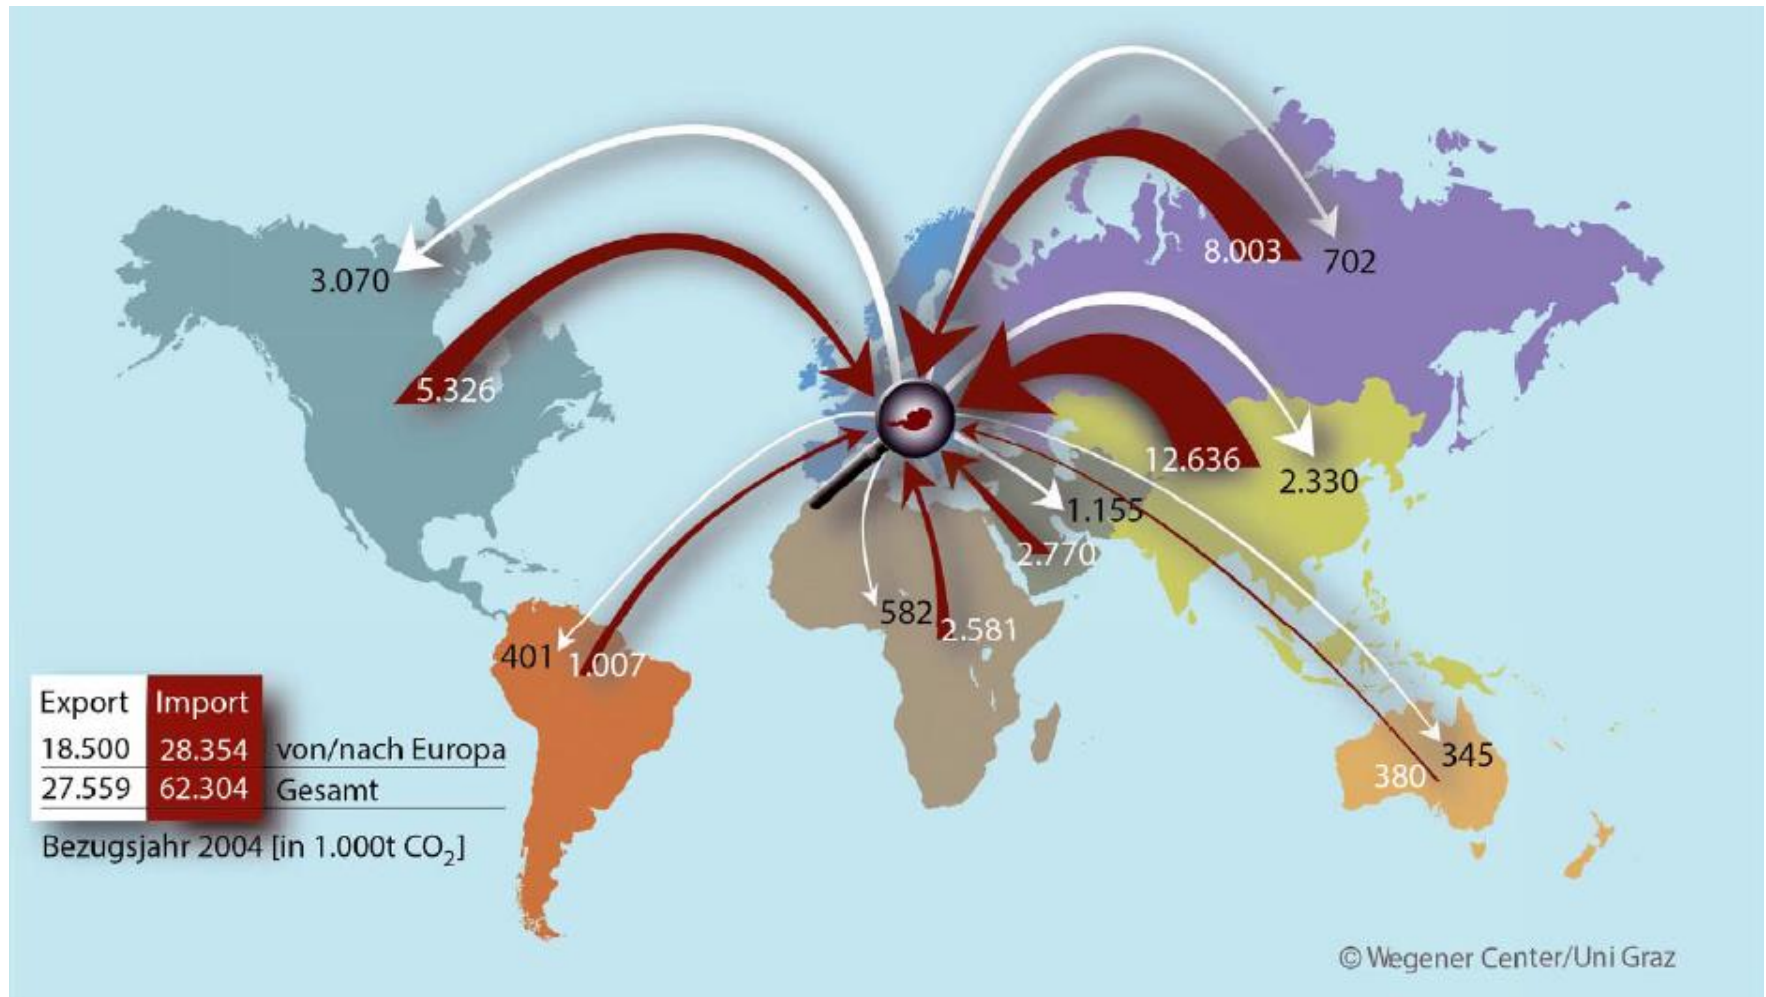 8.003
702
3.070
5.326
12.636
2.330
1.155
2.770
582
2.581
401
1.007
Export Import
18.500 28.354 von/nach Europa
27.559 62.304 Gesamt
Bezugsjahr 2004 [in 1.000t CO₂]
345
380
© Wegener Center/Uni Graz